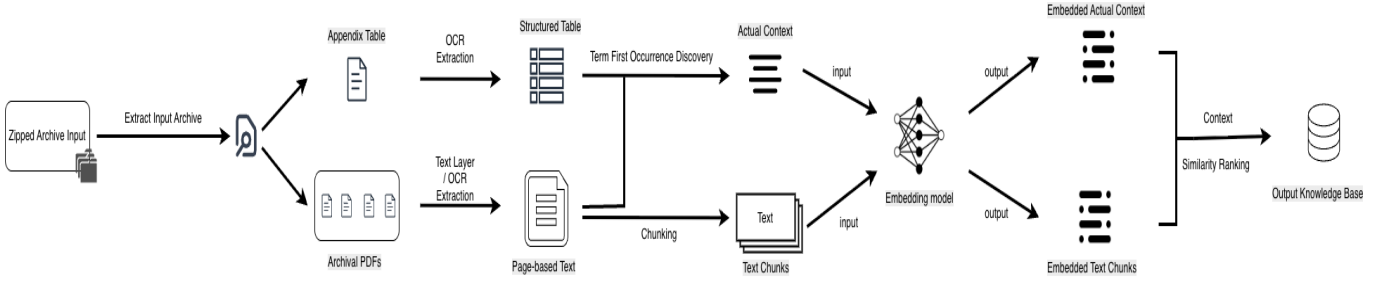 Zipped Archive Input
Extract Input Archive
Appendix Table
OCR
Extraction
Structured Table
Term First Occurrence Discovery
Actual Context
input
output
Embedded Actual Context
Archival PDFs
Text Layer
/ OCR
Extraction
Page-based Text
Chunking
Text
Text Chunks
input
Embedding model
output
Embedded Text Chunks
Context
Similarity Ranking
Output Knowledge Base